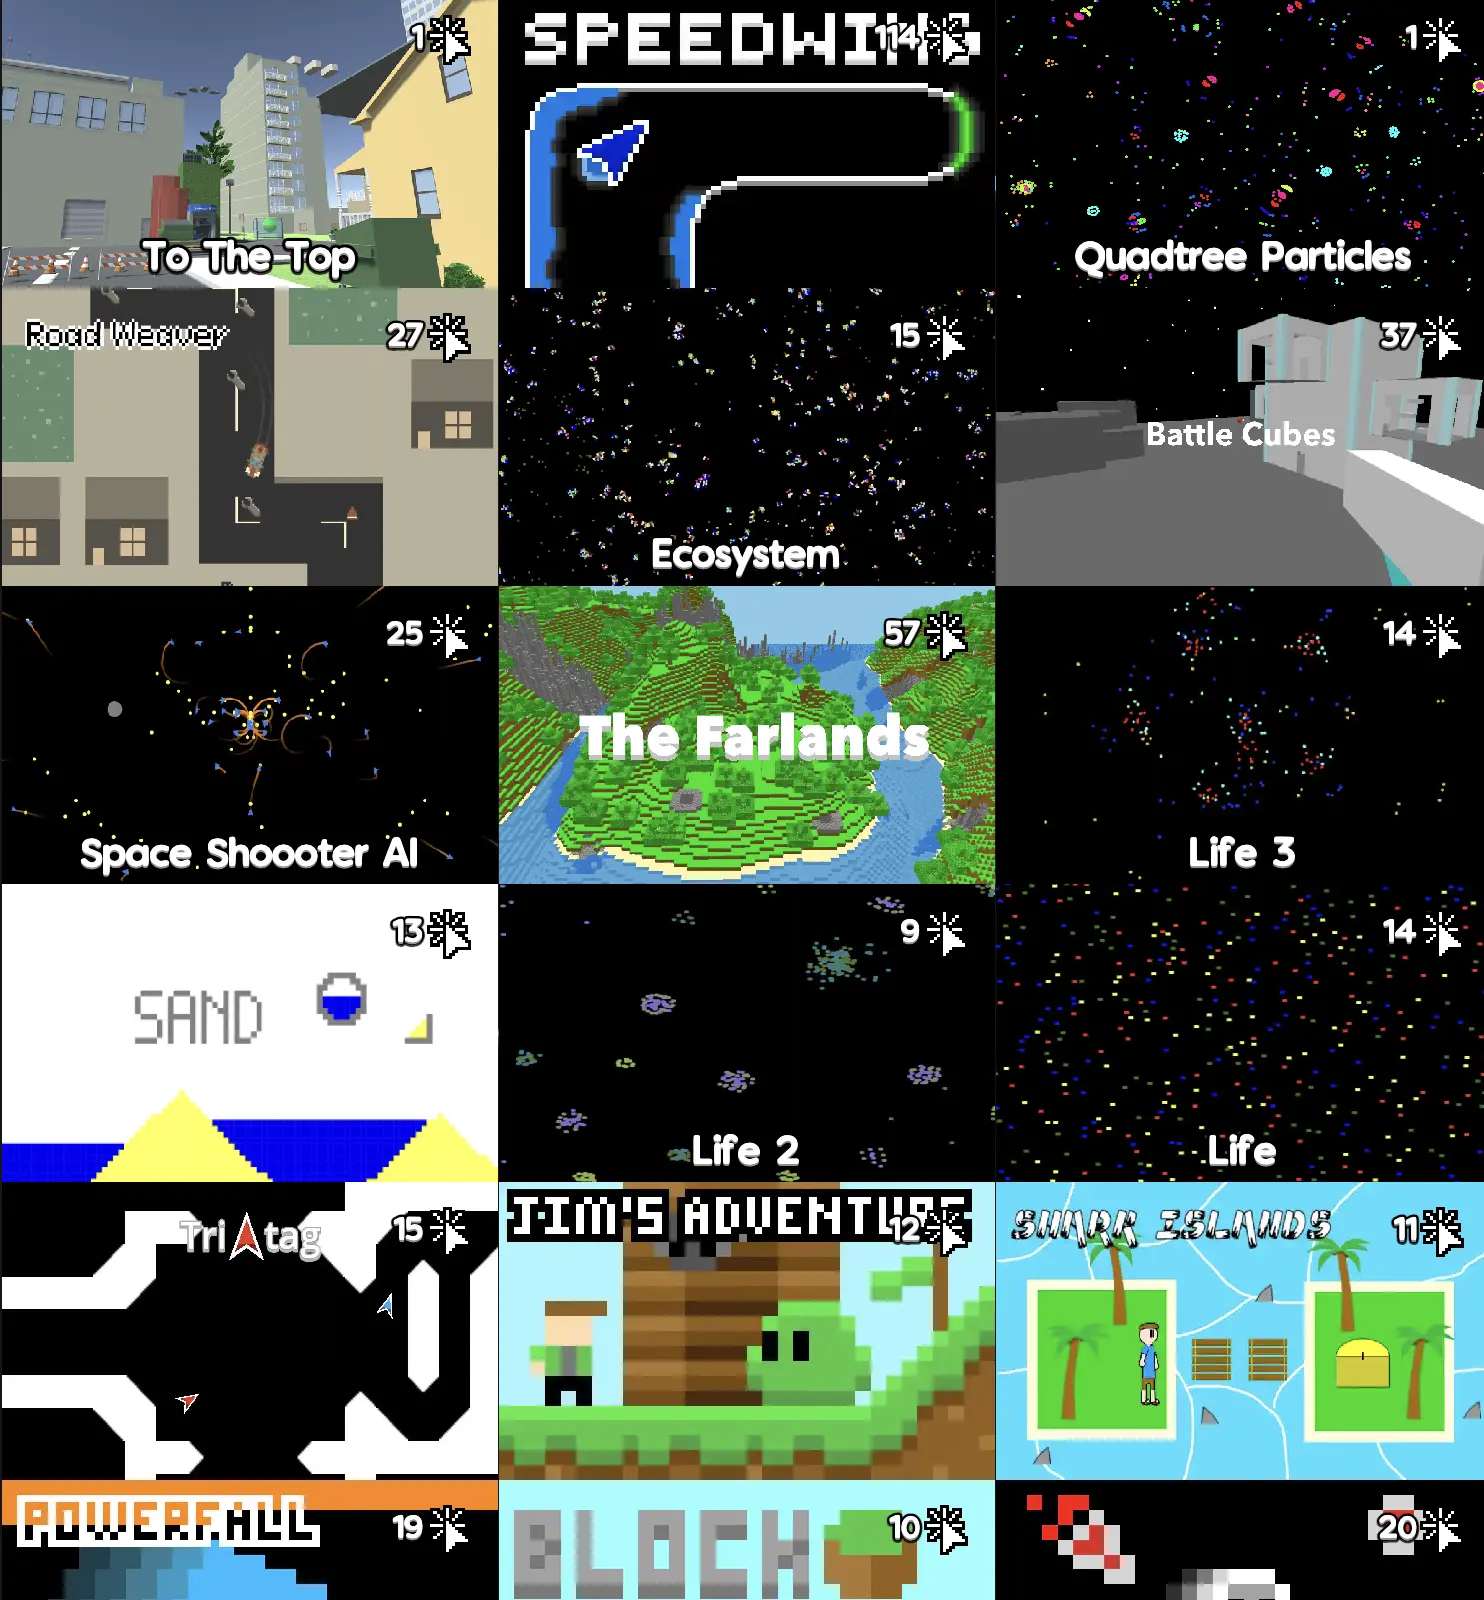 1
To The Top
SPEEDWING
114
1
Quadtree Particles
Road Weaver
27
15
Ecosystem
37
Battle Cubes
25
Space Shoooter AI
57
The Farlands
14
Life 3
13
SAND
9
Life 2
14
Life
Tri tag
15
JIM'S ADVENTURE
12
SHARK ISLANDS
11
POWERFALL
19
BLOCK
10
20